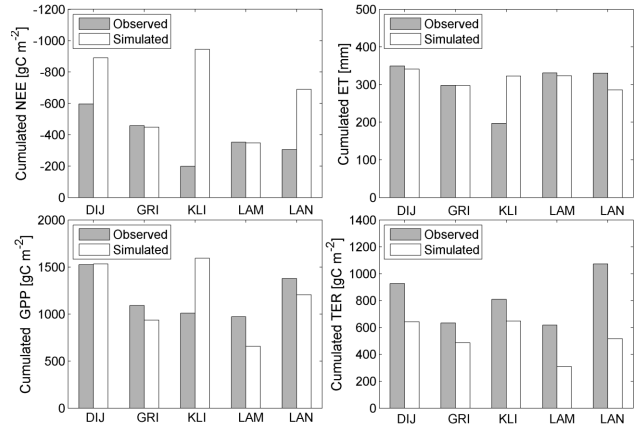 Cumulated NEE [gC m-2]
-1200
-1000
-800
-600
-400
-200
0
Observed
Simulated
DIJ GRI KLI LAM LAN
Cumulated ET [mm]
500
400
300
200
100
0
Observed
Simulated
DIJ GRI KLI LAM LAN
Cumulated GPP [gC m-2]
2000
1500
1000
500
0
Observed
Simulated
DIJ GRI KLI LAM LAN
Cumulated TER [gC m-2]
1400
1200
1000
800
600
400
200
0
Observed
Simulated
DIJ GRI KLI LAM LAN